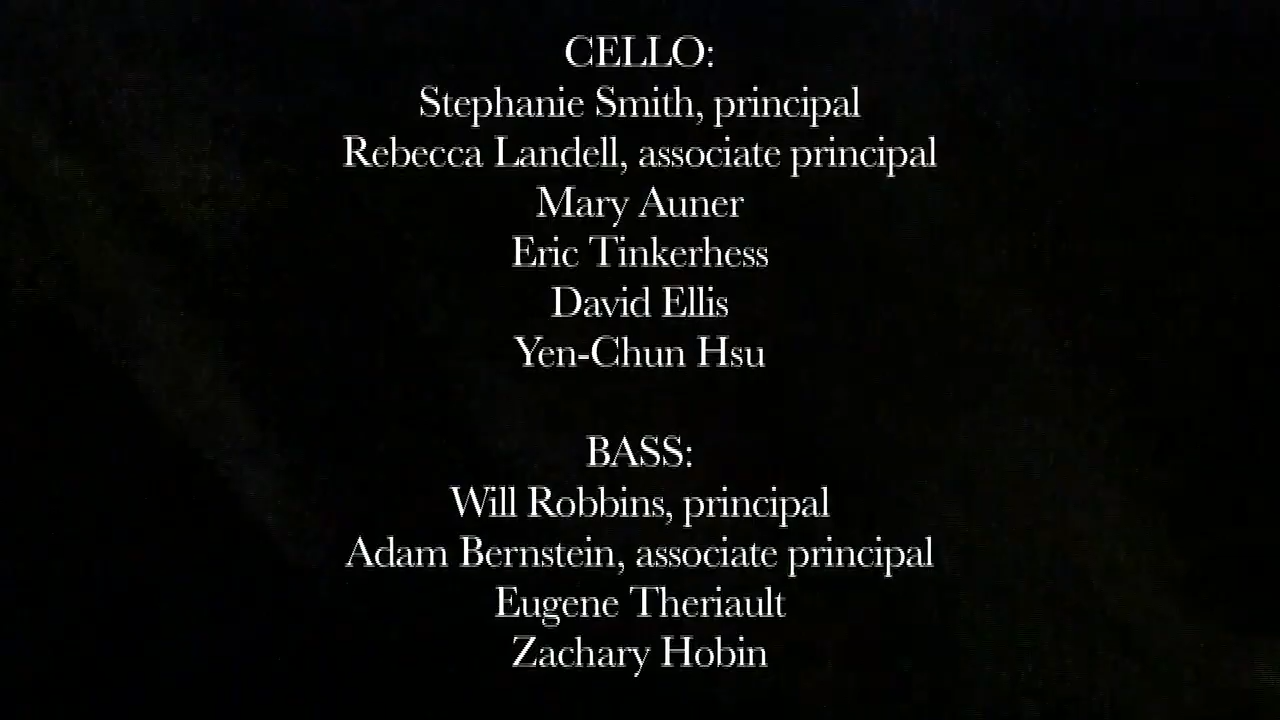 CELLO:
Stephanie Smith, principal
Rebecca Landell, associate principal
Mary Auner
Eric Tinkerhess
David Ellis
Yen-Chun Hsu
BASS:
Will Robbins, principal
Adam Bernstein, associate principal
Eugene Theriault
Zachary Hobin